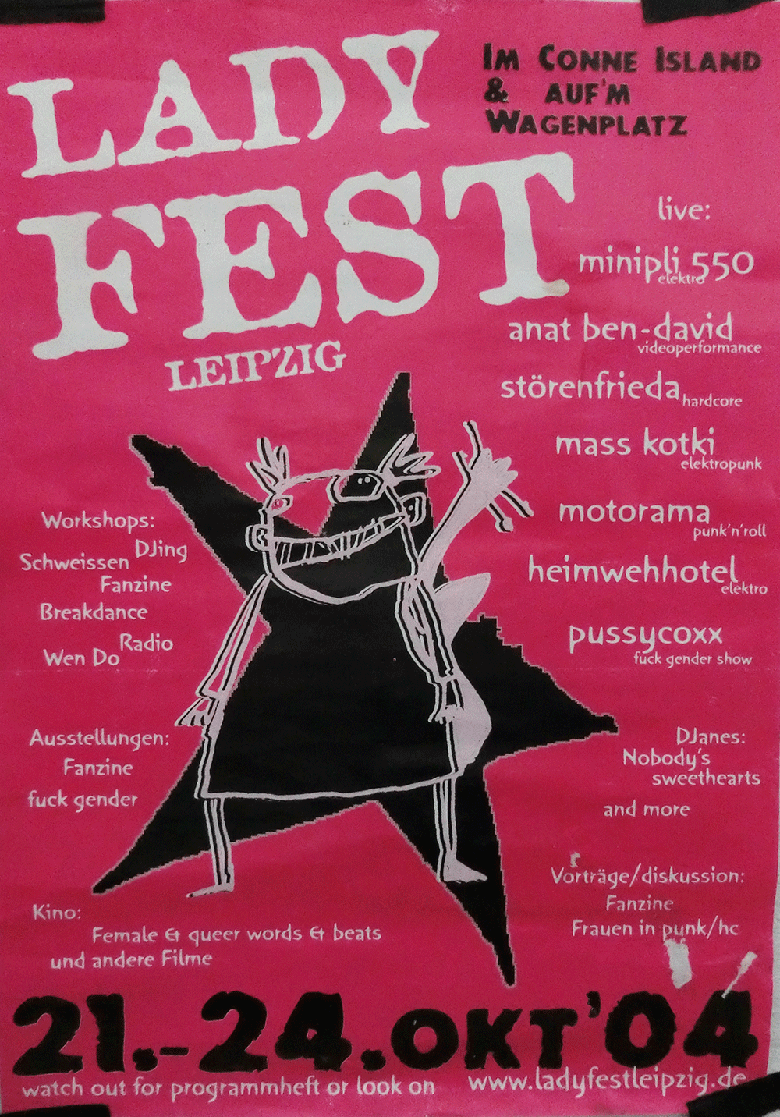 LADY
FEST
LEIPZIG
IM CONNE ISLAND
& AUF'M
WAGENPLATZ
live:
minipli 550
elektro
anat ben-david
videoperformance
störenfrieda
hardcore
mass kotki
elektropunk
motorama
punk'n'roll
heimwehhotel
elektro
pussycoxx
fuck gender show
Workshops:
DJing
Schweissen
Fanzine
Breakdance
Radio
Wen Do
Ausstellungen:
Fanzine
fuck gender
DJanes:
Nobody's
sweethearts
and more
Vorträge/diskussion:
Fanzine
Frauen in punk/hc
Kino:
Female & queer words & beats
und andere Filme
21.-24.OKT'04
watch out for programmheft or look on www.ladyfestleipzig.de